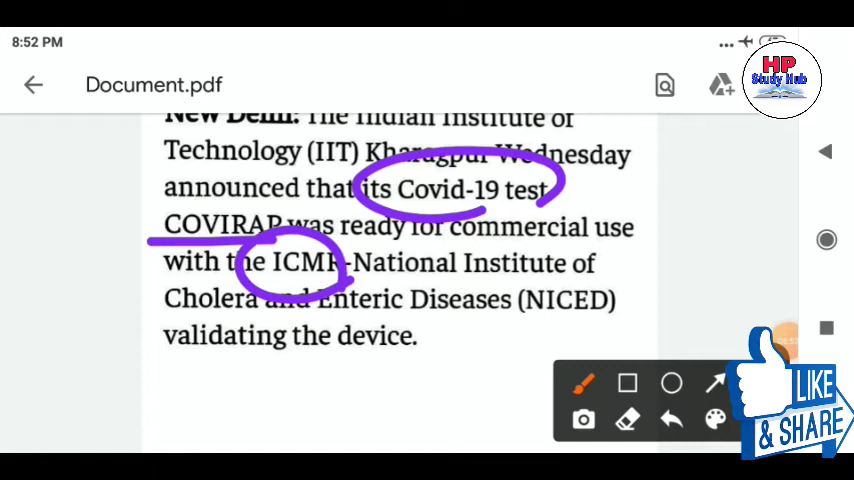 8:52 PM
Document.pdf
HP
Study Hub
New Delhi: The Indian Institute of
Technology (IIT) Kharagpur Wednesday
announced that its Covid-19 test
COVIRAP was ready for commercial use
with the ICMR-National Institute of
Cholera and Enteric Diseases (NICED)
validating the device.
LIKE
& SHARE